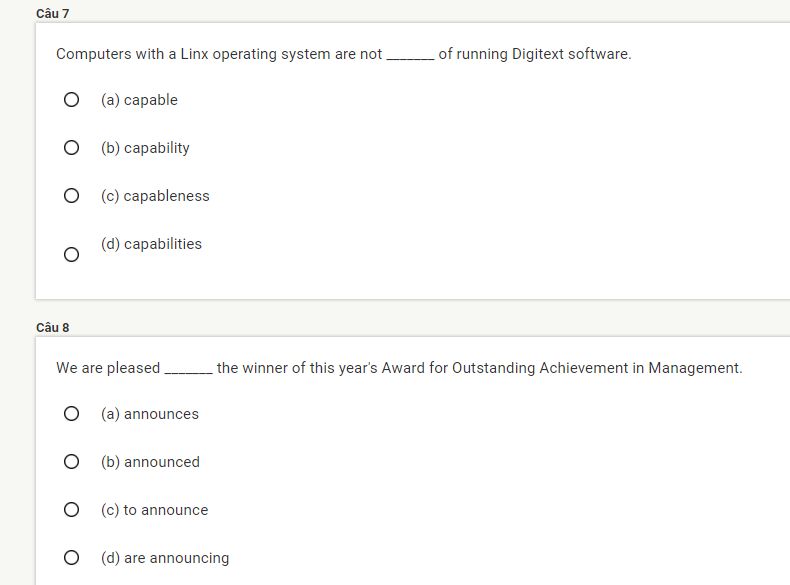 Câu 7
Computers with a Linx operating system are not _______ of running Digitext software.
(a) capable
(b) capability
(c) capableness
(d) capabilities
Câu 8
We are pleased _______ the winner of this year's Award for Outstanding Achievement in Management.
(a) announces
(b) announced
(c) to announce
(d) are announcing